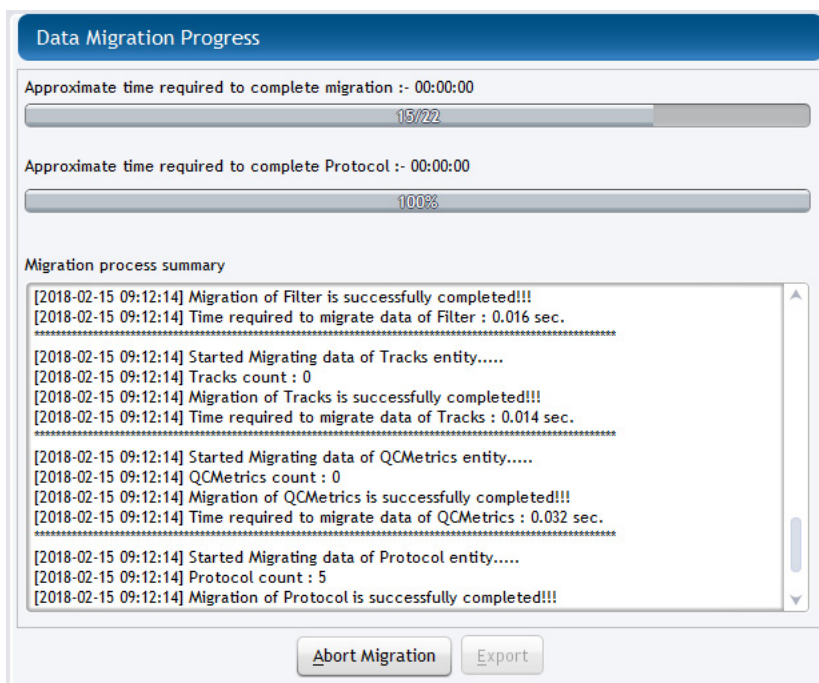 Data Migration Progress
Approximate time required to complete migration :- 00:00:00
15/22
Approximate time required to complete Protocol :- 00:00:00
100%
Migration process summary
[2018-02-15 09:12:14] Migration of Filter is successfully completed!!!
[2018-02-15 09:12:14] Time required to migrate data of Filter : 0.016 sec.
[2018-02-15 09:12:14] Started Migrating data of Tracks entity.....
[2018-02-15 09:12:14] Tracks count : 0
[2018-02-15 09:12:14] Migration of Tracks is successfully completed!!!
[2018-02-15 09:12:14] Time required to migrate data of Tracks : 0.014 sec.
[2018-02-15 09:12:14] Started Migrating data of QCMetrics entity.....
[2018-02-15 09:12:14] QCMetrics count : 0
[2018-02-15 09:12:14] Migration of QCMetrics is successfully completed!!!
[2018-02-15 09:12:14] Time required to migrate data of QCMetrics : 0.032 sec.
[2018-02-15 09:12:14] Started Migrating data of Protocol entity.....
[2018-02-15 09:12:14] Protocol count : 5
[2018-02-15 09:12:14] Migration of Protocol is successfully completed!!!
Abort Migration
Export